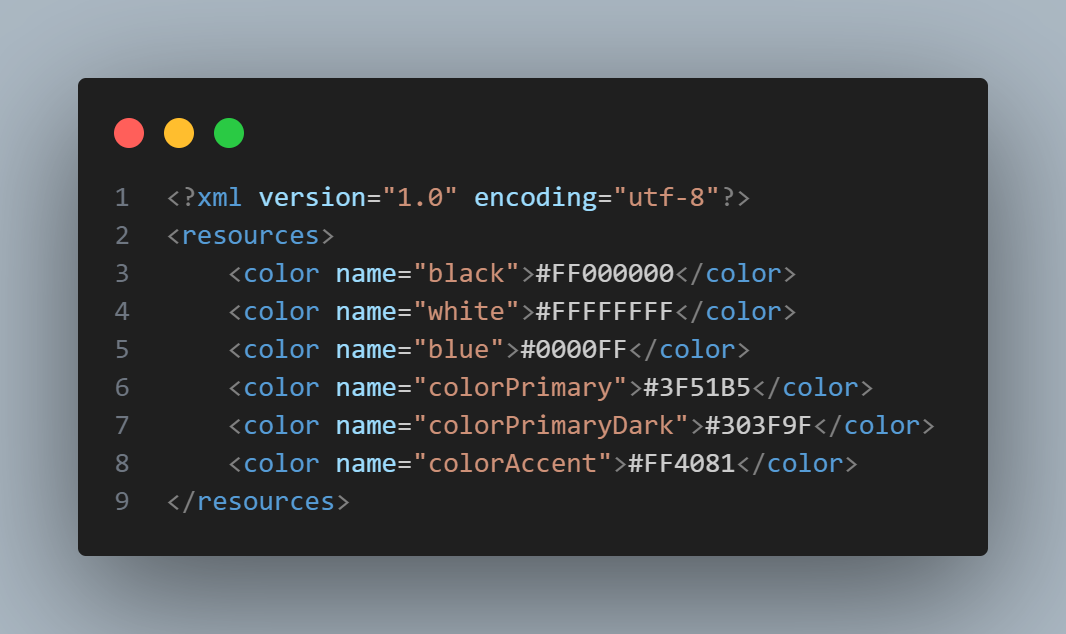 1 <?xml version="1.0" encoding="utf-8"?>
2 <resources>
3     <color name="black">#FF000000</color>
4     <color name="white">#FFFFFFFF</color>
5     <color name="blue">#0000FF</color>
6     <color name="colorPrimary">#3F51B5</color>
7     <color name="colorPrimaryDark">#303F9F</color>
8     <color name="colorAccent">#FF4081</color>
9 </resources>